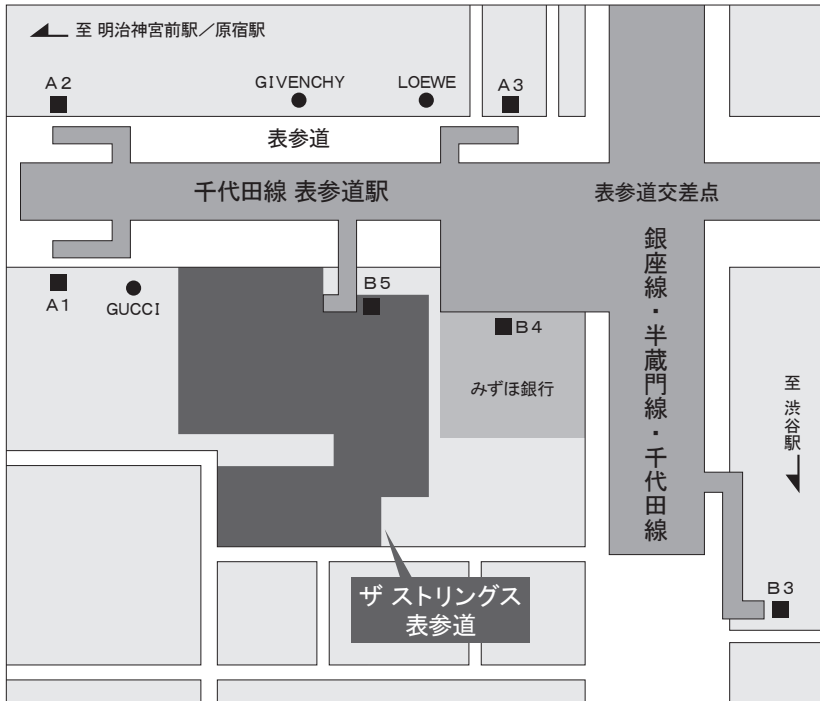 至 明治神宮前駅／原宿駅
A2
GIVENCHY
LOEWE
A3
表参道
千代田線 表参道駅
表参道交差点
銀座線・半蔵門線・千代田線
A1
GUCCI
B5
B4
みずほ銀行
至 渋谷駅
ザ ストリングス
表参道
B3